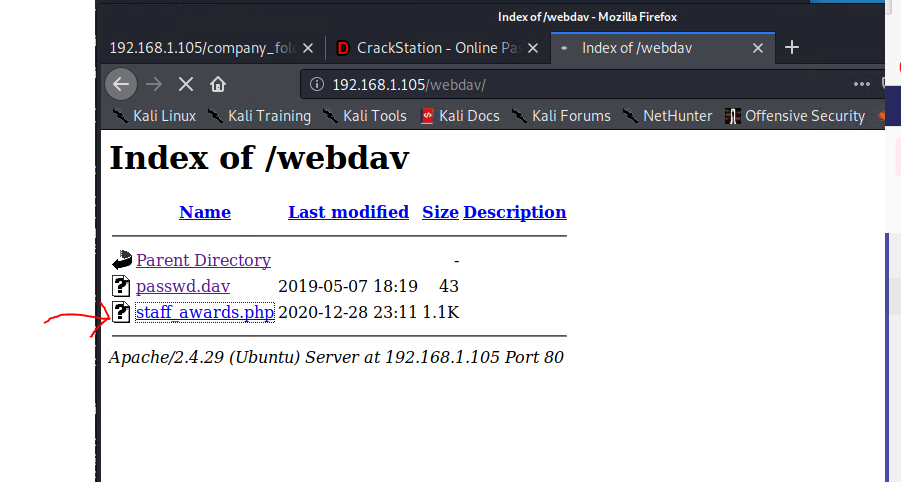 Index of /webdav - Mozilla Firefox
192.168.1.105/company_fol
CrackStation - Online Pa
Index of /webdav
192.168.1.105/webdav/
Kali Linux Kali Training Kali Tools Kali Docs Kali Forums NetHunter Offensive Security
Index of /webdav
Name Last modified Size Description
Parent Directory -
passwd.dav 2019-05-07 18:19 43
staff_awards.php 2020-12-28 23:11 1.1K
Apache/2.4.29 (Ubuntu) Server at 192.168.1.105 Port 80